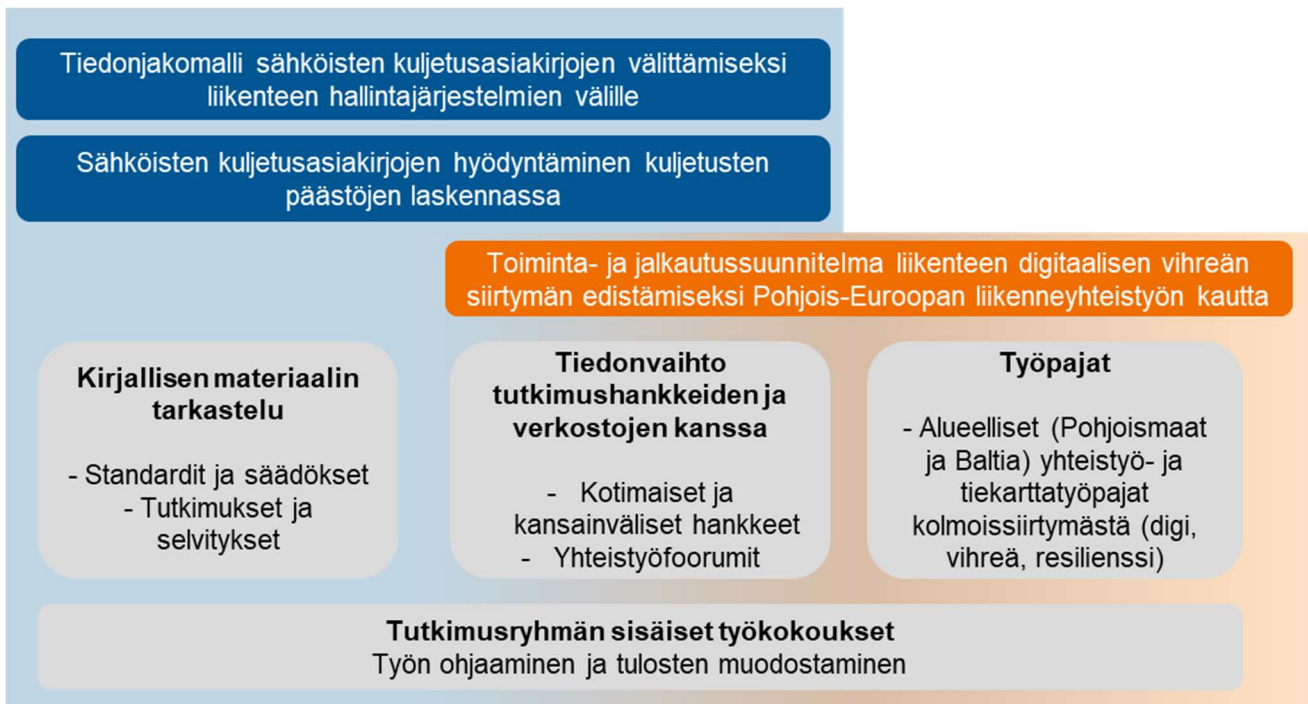 Tiedonjakomalli sähköisten kuljetusasiakirjojen välittämiseksi
liikenteen hallintajärjestelmien välille
Sähköisten kuljetusasiakirjojen hyödyntäminen kuljetusten
päästöjen laskennassa
Toiminta- ja jalkautussuunnitelma liikenteen digitaalisen vihreän
siirtymän edistämiseksi Pohjois-Euroopan liikenneyhteistyön kautta
Kirjallisen materiaalin
tarkastelu
- Standardit ja säädökset
- Tutkimukset ja
selvitykset
Tiedonvaihto
tutkimushankkeiden ja
verkostojen kanssa
- Kotimaiset ja
kansainväliset hankkeet
- Yhteistyöfoorumit
Työpajat
- Alueelliset (Pohjoismaat
ja Baltia) yhteistyö- ja
tiekarttatyöpajat
kolmoissiirtymästä (digi,
vihreä, resilienssi)
Tutkimusryhmän sisäiset työkokoukset
Työn ohjaaminen ja tulosten muodostaminen